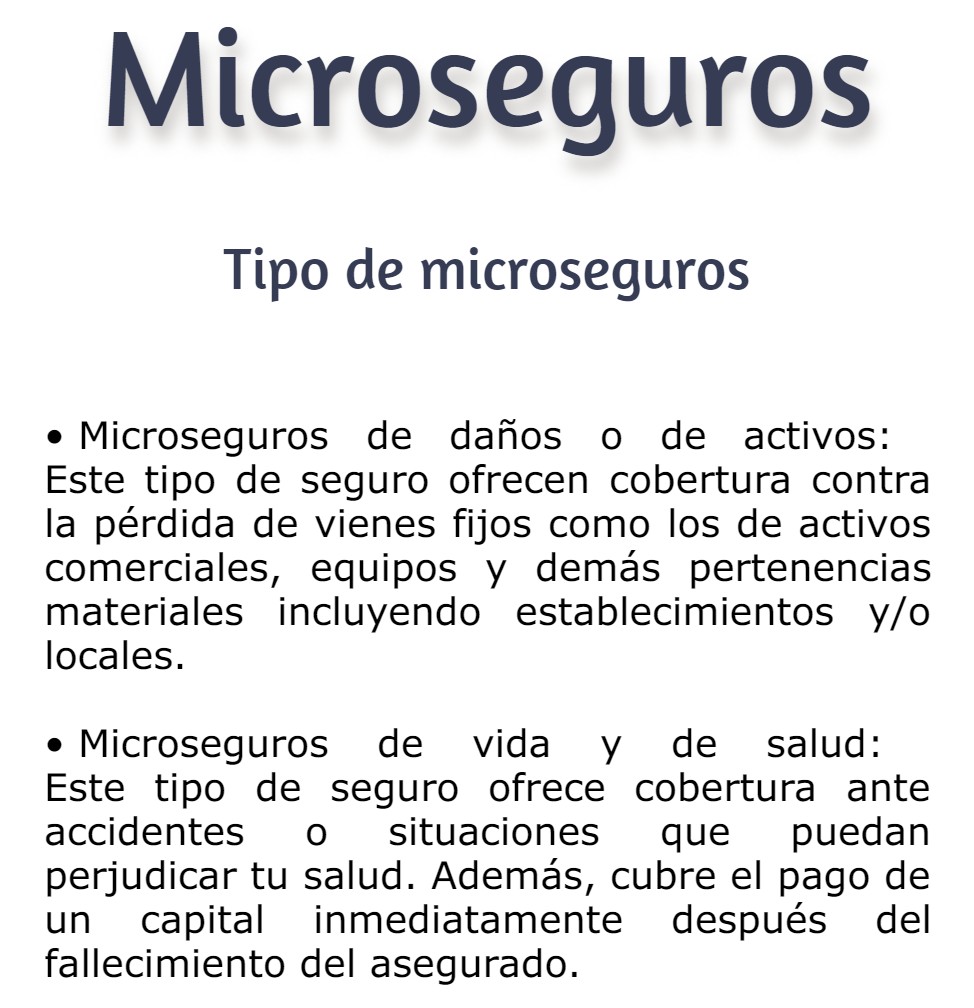 Microseguros
Tipo de microseguros
• Microseguros de daños o de activos:
Este tipo de seguro ofrecen cobertura contra
la pérdida de vienes fijos como los de activos
comerciales, equipos y demás pertenencias
materiales incluyendo establecimientos y/o
locales.
• Microseguros de vida y de salud:
Este tipo de seguro ofrece cobertura ante
accidentes o situaciones que puedan
perjudicar tu salud. Además, cubre el pago de
un capital inmediatamente después del
fallecimiento del asegurado.